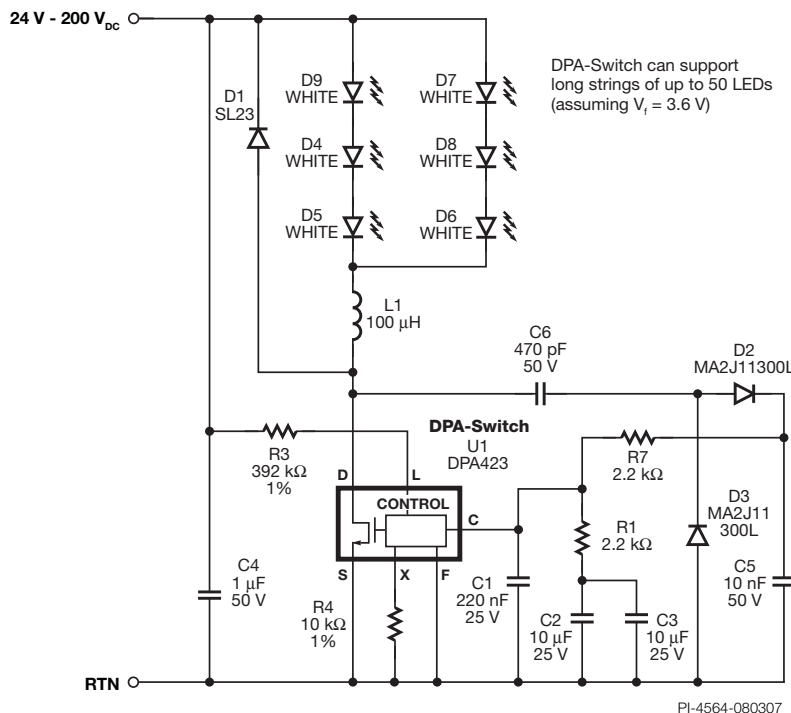 24 V - 200 VDC
DPA-Switch can support
long strings of up to 50 LEDs
(assuming Vf = 3.6 V)
D9
WHITE
D7
WHITE
D1
SL23
D4
WHITE
D8
WHITE
D5
WHITE
D6
WHITE
L1
100 µH
C6
470 pF
50 V
D2
MA2J11300L
DPA-Switch
U1
DPA423
R3
392 kΩ
1%
D
L
CONTROL
C
S
X
F
R7
2.2 kΩ
R1
2.2 kΩ
D3
MA2J11
300L
C4
1 µF
50 V
R4
10 kΩ
1%
C1
220 nF
25 V
C2
10 µF
25 V
C3
10 µF
25 V
C5
10 nF
50 V
RTN
PI-4564-080307